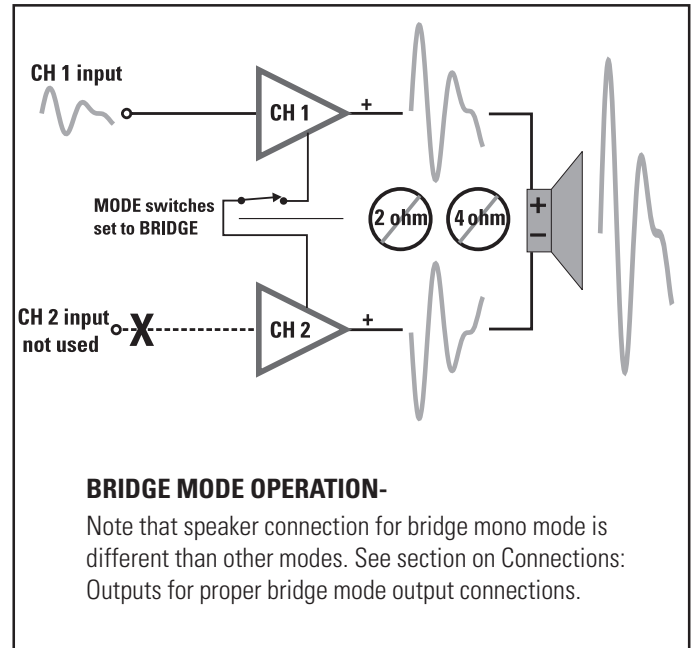 CH 1 input
CH 1
+
MODE switches
set to BRIDGE
2 ohm
4 ohm
+
–
CH 2 input
not used
X
CH 2
+
BRIDGE MODE OPERATION-
Note that speaker connection for bridge mono mode is
different than other modes. See section on Connections:
Outputs for proper bridge mode output connections.